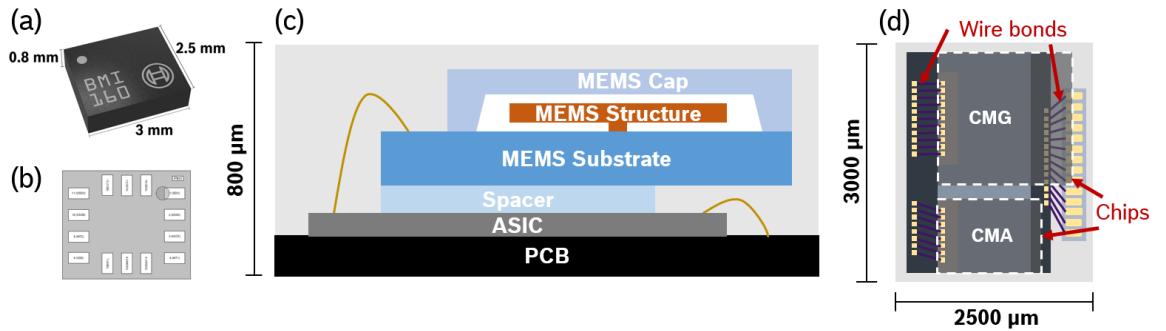 (a)
0.8 mm
2.5 mm
BMI
160
3 mm
(b)
(c)
800 µm
MEMS Cap
MEMS Structure
MEMS Substrate
Spacer
ASIC
PCB
(d)
Wire bonds
3000 µm
CMG
Chips
CMA
2500 µm